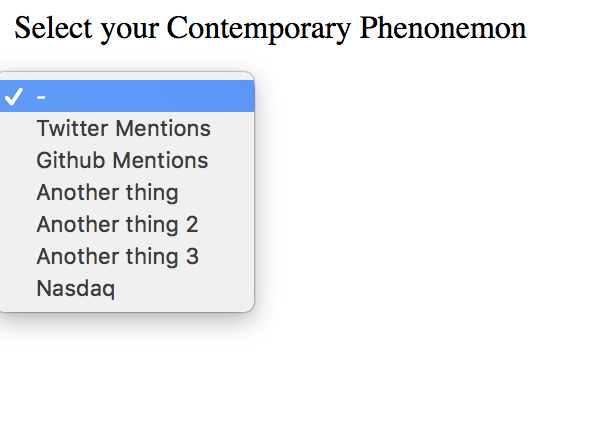 Select your Contemporary Phenonemon
✓ -
Twitter Mentions
Github Mentions
Another thing
Another thing 2
Another thing 3
Nasdaq